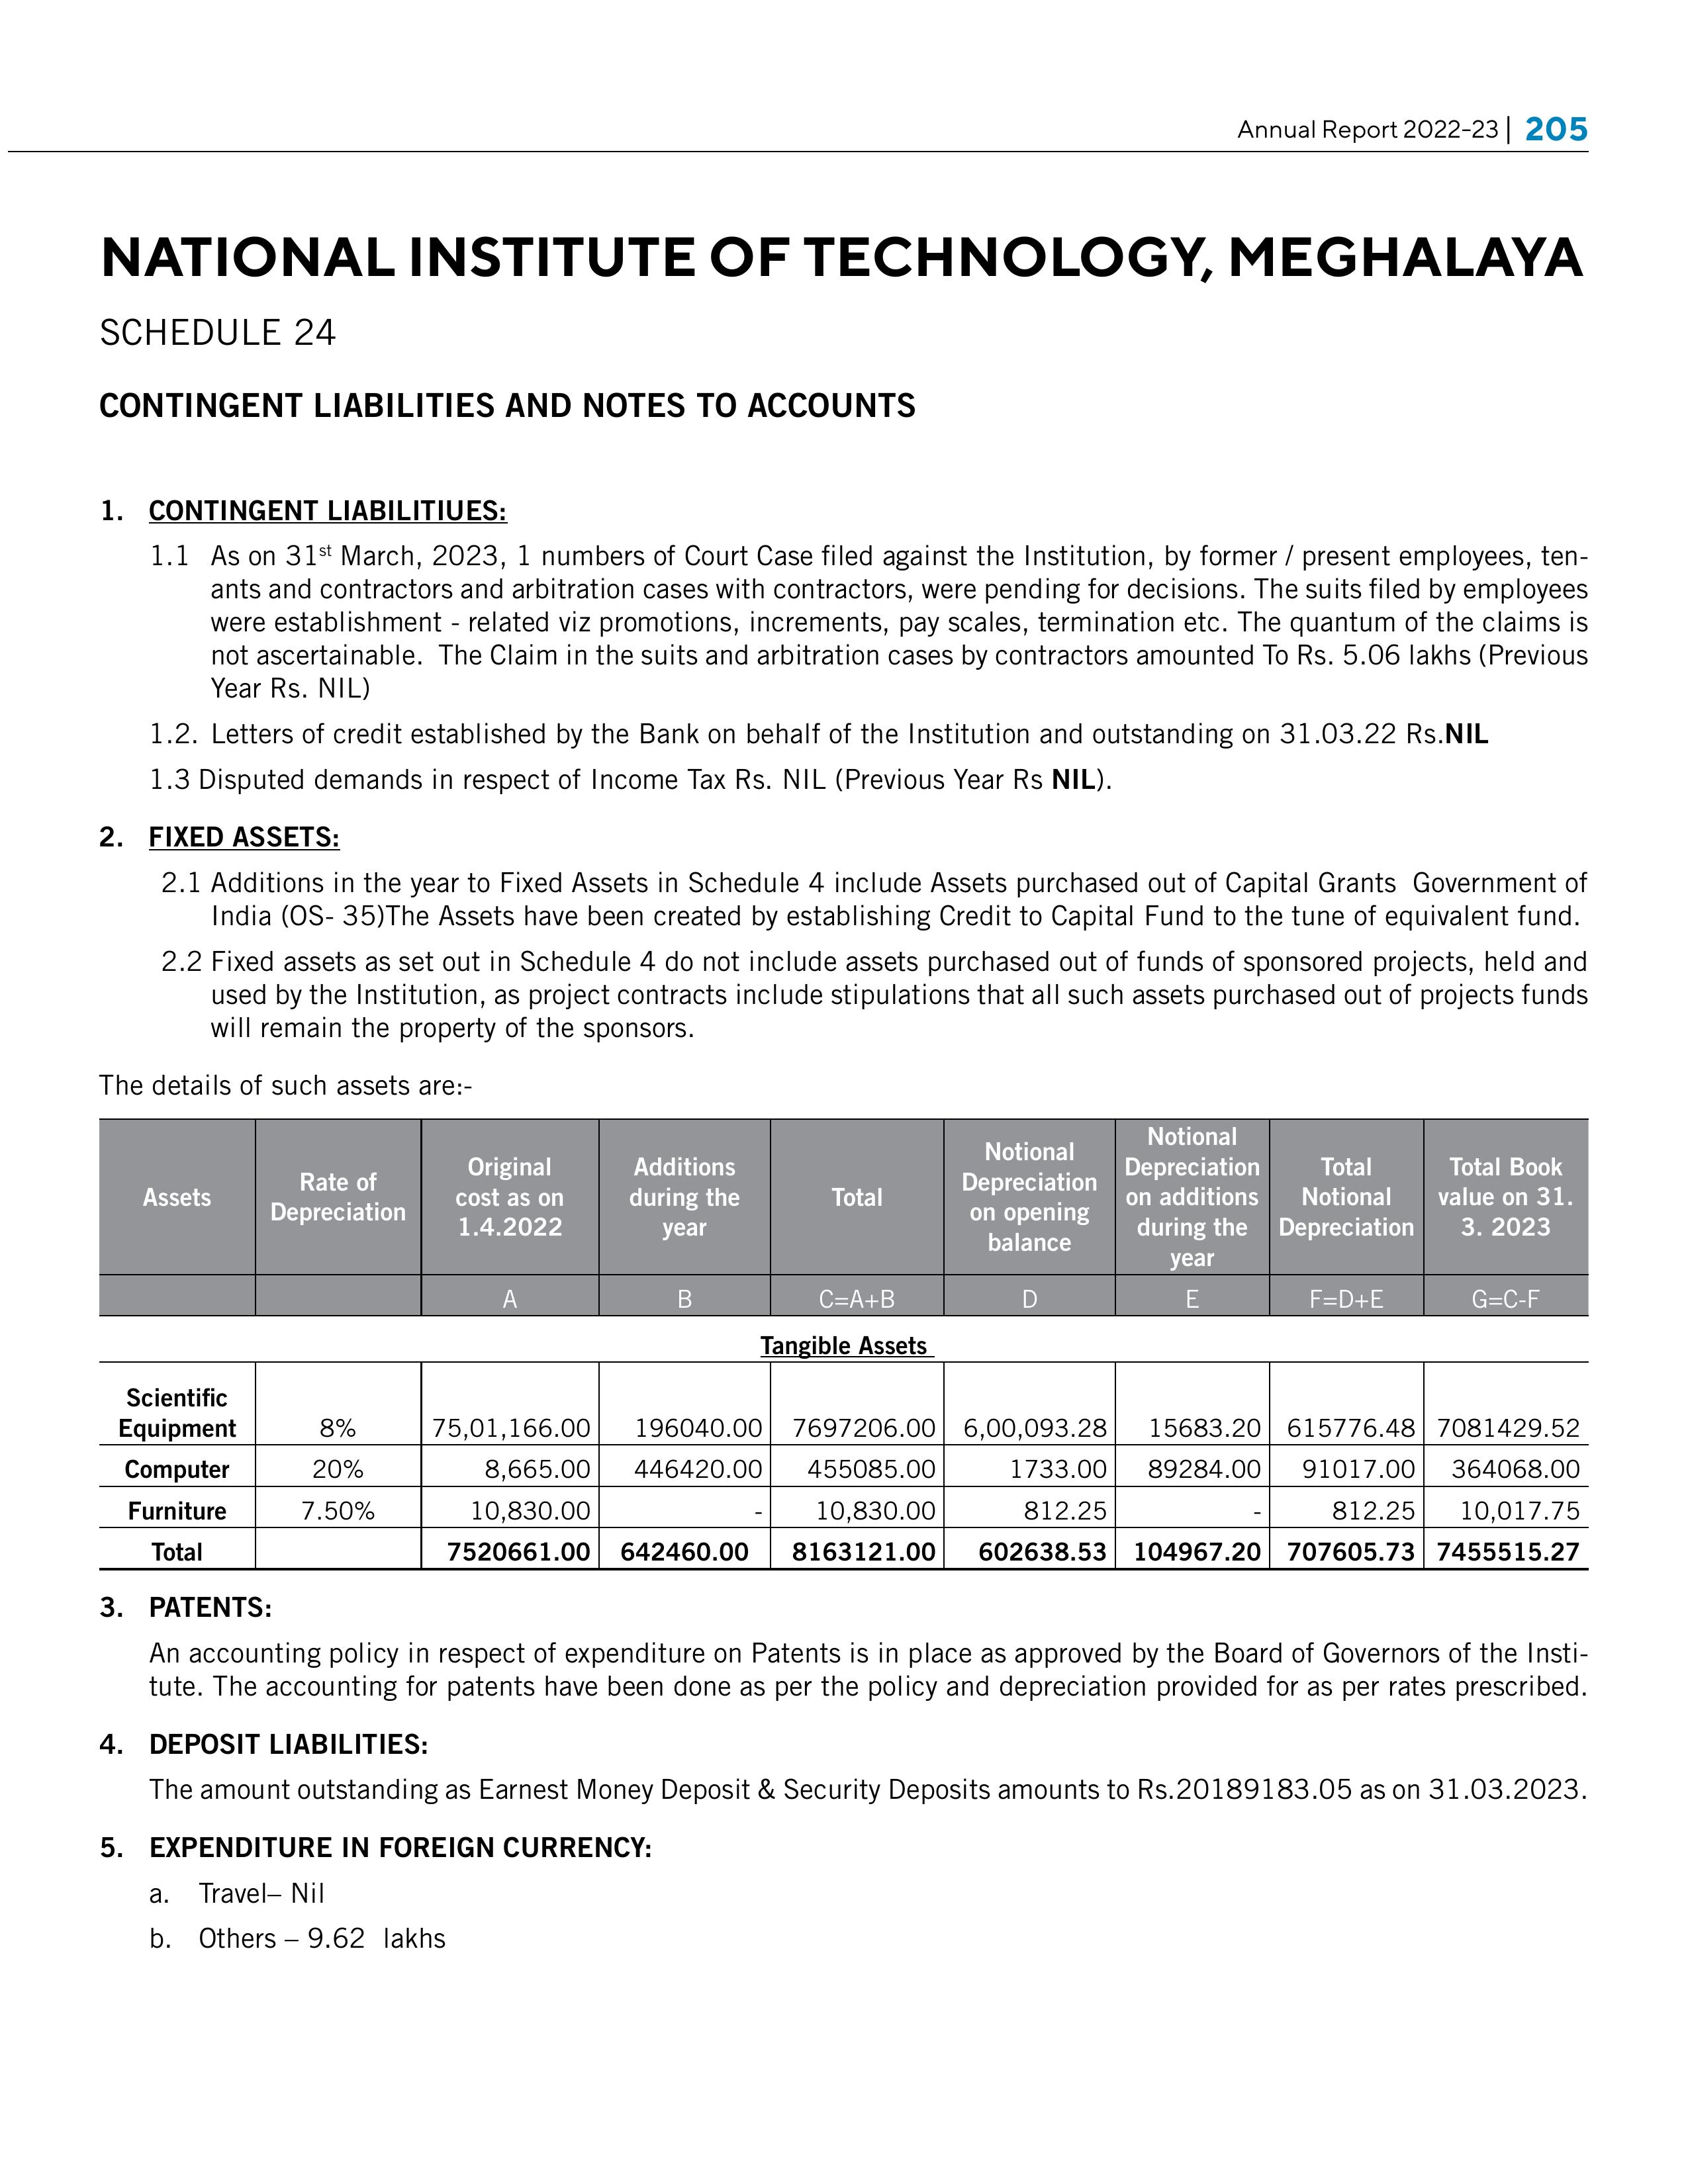 Annual Report 2022-23 | 205
NATIONAL INSTITUTE OF TECHNOLOGY, MEGHALAYA
SCHEDULE 24
CONTINGENT LIABILITIES AND NOTES TO ACCOUNTS
1. CONTINGENT LIABILITIUES:
1.1 As on 31st March, 2023, 1 numbers of Court Case filed against the Institution, by former / present employees, ten-
ants and contractors and arbitration cases with contractors, were pending for decisions. The suits filed by employees
were establishment - related viz promotions, increments, pay scales, termination etc. The quantum of the claims is
not ascertainable. The Claim in the suits and arbitration cases by contractors amounted To Rs. 5.06 lakhs (Previous
Year Rs. NIL)
1.2. Letters of credit established by the Bank on behalf of the Institution and outstanding on 31.03.22 Rs.NIL
1.3 Disputed demands in respect of Income Tax Rs. NIL (Previous Year Rs NIL).
2. FIXED ASSETS:
2.1 Additions in the year to Fixed Assets in Schedule 4 include Assets purchased out of Capital Grants Government of
India (OS- 35)The Assets have been created by establishing Credit to Capital Fund to the tune of equivalent fund.
2.2 Fixed assets as set out in Schedule 4 do not include assets purchased out of funds of sponsored projects, held and
used by the Institution, as project contracts include stipulations that all such assets purchased out of projects funds
will remain the property of the sponsors.
The details of such assets are:-
Assets | Rate of Depreciation | Original cost as on 1.4.2022 | Additions during the year | Total | Notional Depreciation on opening balance | Notional Depreciation on additions during the year | Total Notional Depreciation | Total Book value on 31. 3. 2023
A B C=A+B D E F=D+E G=C-F
Tangible Assets
Scientific Equipment 8% 75,01,166.00 196040.00 7697206.00 6,00,093.28 15683.20 615776.48 7081429.52
Computer 20% 8,665.00 446420.00 455085.00 1733.00 89284.00 91017.00 364068.00
Furniture 7.50% 10,830.00 - 10,830.00 812.25 - 812.25 10,017.75
Total 7520661.00 642460.00 8163121.00 602638.53 104967.20 707605.73 7455515.27
3. PATENTS:
An accounting policy in respect of expenditure on Patents is in place as approved by the Board of Governors of the Insti-
tute. The accounting for patents have been done as per the policy and depreciation provided for as per rates prescribed.
4. DEPOSIT LIABILITIES:
The amount outstanding as Earnest Money Deposit & Security Deposits amounts to Rs.20189183.05 as on 31.03.2023.
5. EXPENDITURE IN FOREIGN CURRENCY:
a. Travel– Nil
b. Others – 9.62 lakhs